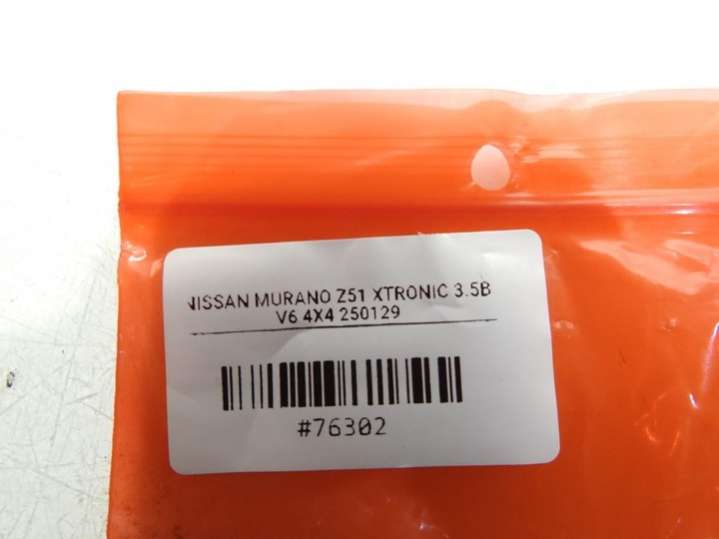 NISSAN MURANO Z51 XTRONIC 3.5B
V6 4X4 250129
#76302